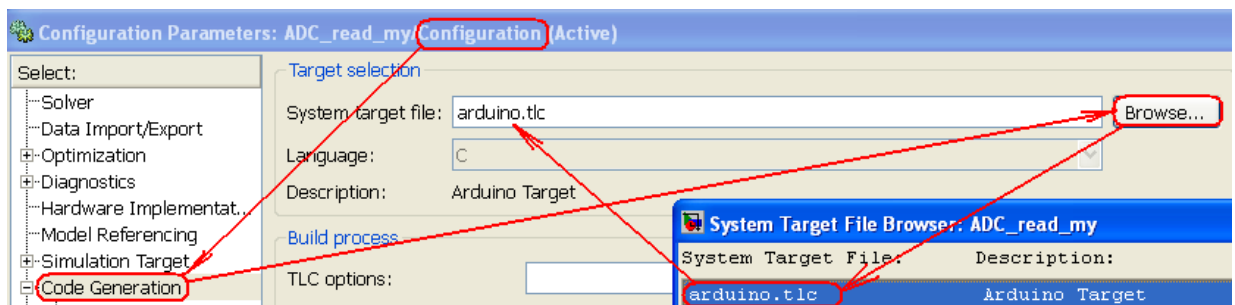 Configuration Parameters: ADC_read_my/Configuration (Active)
Select:
Solver
Data Import/Export
Optimization
Diagnostics
Hardware Implementat...
Model Referencing
Simulation Target
Code Generation
Target selection
System target file: arduino.tlc Browse...
Language: C
Description: Arduino Target
Build process
TLC options:
System Target File Browser: ADC_read_my
System Target File: Description:
arduino.tlc Arduino Target